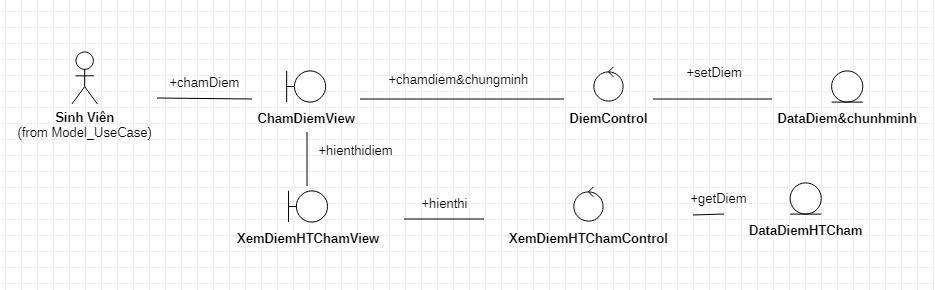 +chamDiem
+chamdiem&chungminh
+setDiem
Sinh Viên
(from Model_UseCase)
ChamDiemView
DiemControl
DataDiem&chunhminh
+hienthidiem
+hienthi
+getDiem
XemDiemHTChamView
XemDiemHTChamControl
DataDiemHTCham